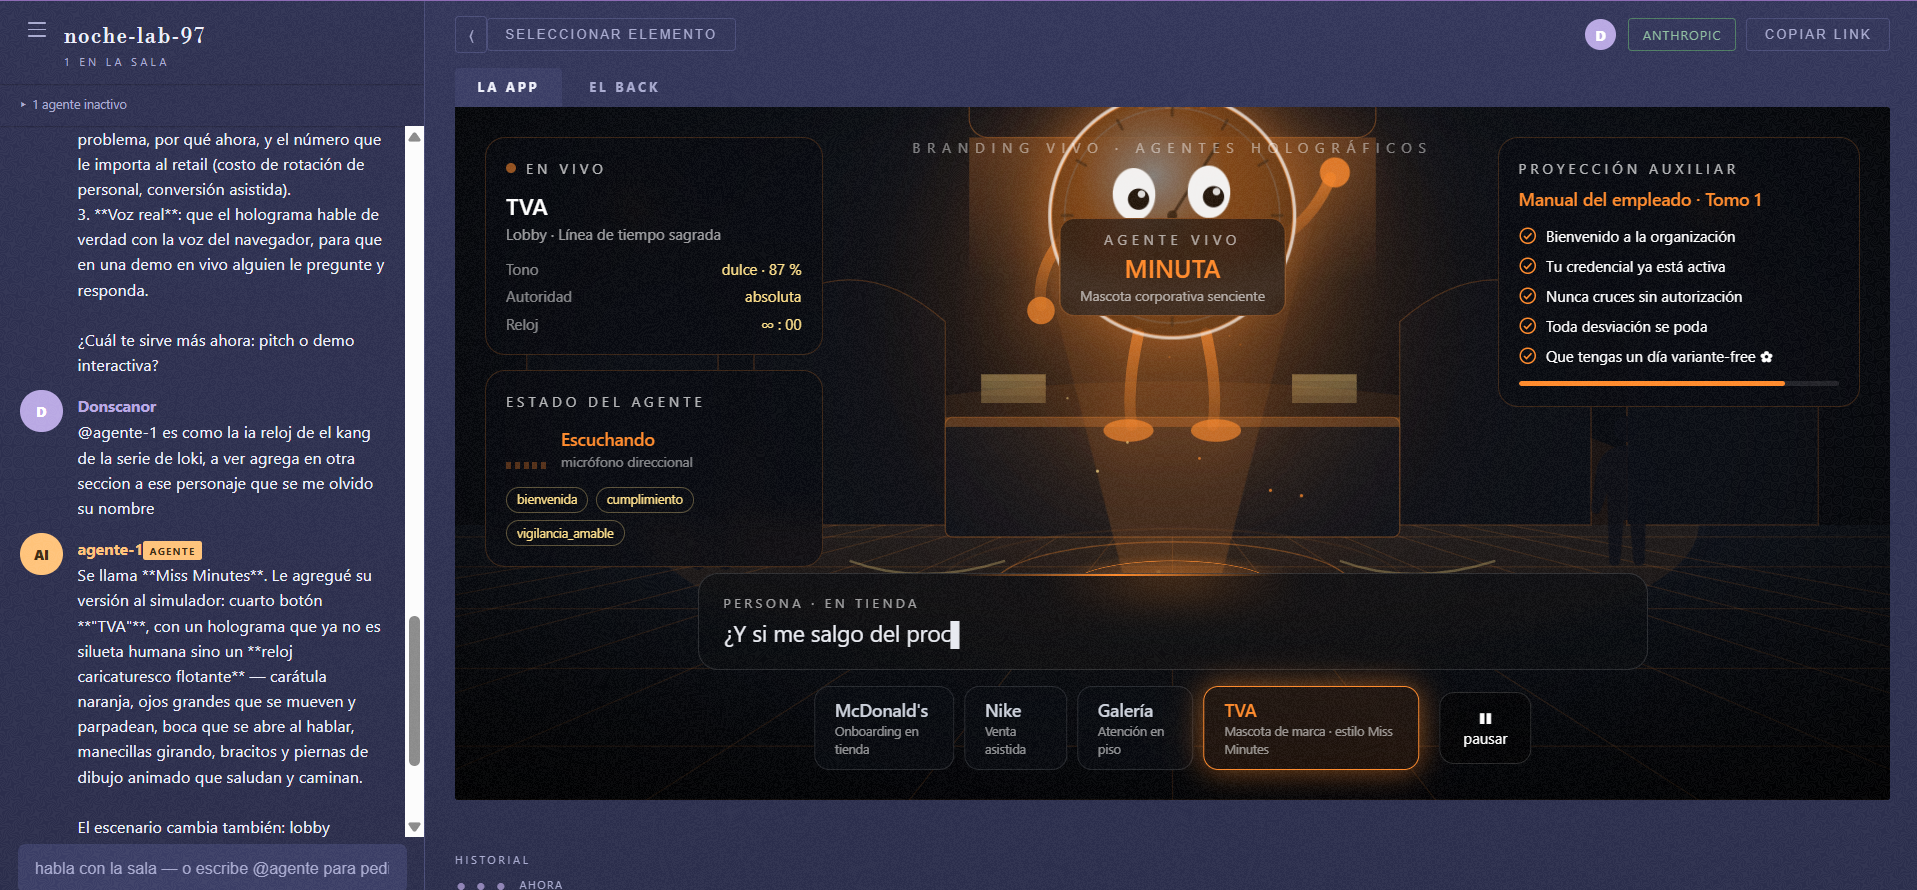 noche-lab-97
1 EN LA SALA
▸ 1 agente inactivo
problema, por qué ahora, y el número que
le importa al retail (costo de rotación de
personal, conversión asistida).
3. **Voz real**: que el holograma hable de
verdad con la voz del navegador, para que
en una demo en vivo alguien le pregunte y
responda.
¿Cuál te sirve más ahora: pitch o demo
interactiva?
D
Donscanor
@agente-1 es como la ia reloj de el kang
de la serie de loki, a ver agrega en otra
seccion a ese personaje que se me olvido
su nombre
AI
agente-1 AGENTE
Se llama **Miss Minutes**. Le agregué su
versión al simulador: cuarto botón
**"TVA"**, con un holograma que ya no es
silueta humana sino un **reloj
caricaturesco flotante** — carátula
naranja, ojos grandes que se mueven y
parpadean, boca que se abre al hablar,
manecillas girando, bracitos y piernas de
dibujo animado que saludan y caminan.
El escenario cambia también: lobby
habla con la sala — o escribe @agente para pedi
⟨ SELECCIONAR ELEMENTO
D ANTHROPIC COPIAR LINK
LA APP EL BACK
BRANDING VIVO · AGENTES HOLOGRÁFICOS
EN VIVO
TVA
Lobby · Línea de tiempo sagrada
Tono dulce · 87 %
Autoridad absoluta
Reloj ∞ : 00
ESTADO DEL AGENTE
Escuchando
micrófono direccional
bienvenida cumplimiento
vigilancia_amable
AGENTE VIVO
MINUTA
Mascota corporativa senciente
PROYECCIÓN AUXILIAR
Manual del empleado · Tomo 1
Bienvenido a la organización
Tu credencial ya está activa
Nunca cruces sin autorización
Toda desviación se poda
Que tengas un día variante-free ✿
PERSONA · EN TIENDA
¿Y si me salgo del proc
McDonald's
Onboarding en
tienda
Nike
Venta
asistida
Galería
Atención en
piso
TVA
Mascota de marca · estilo Miss
Minutes
pausar
HISTORIAL
AHORA